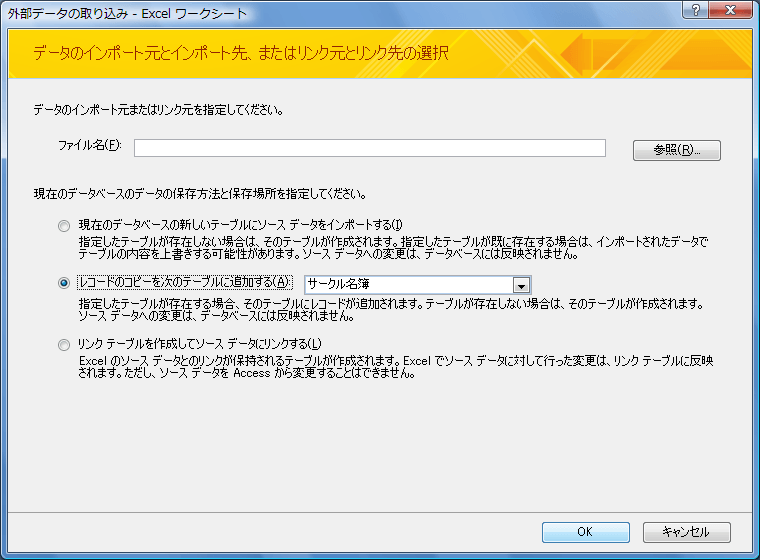 外部データの取り込み - Excel ワークシート
データのインポート元とインポート先、またはリンク元とリンク先の選択
データのインポート元またはリンク元を指定してください。
ファイル名(F):
参照(R)...
現在のデータベースのデータの保存方法と保存場所を指定してください。
現在のデータベースの新しいテーブルにソース データをインポートする(I)
指定したテーブルが存在しない場合は、そのテーブルが作成されます。指定したテーブルが既に存在する場合は、インポートされたデータで
テーブルの内容を上書きする可能性があります。ソース データへの変更は、データベースには反映されません。
レコードのコピーを次のテーブルに追加する(A):
サークル名簿
指定したテーブルが存在する場合、そのテーブルにレコードが追加されます。テーブルが存在しない場合は、そのテーブルが作成されます。
ソース データへの変更は、データベースには反映されません。
リンク テーブルを作成してソース データにリンクする(L)
Excel のソース データとのリンクが保持されるテーブルが作成されます。Excel でソース データに対して行った変更は、リンク テーブルに反映
されます。ただし、ソース データを Access から変更することはできません。
OK
キャンセル